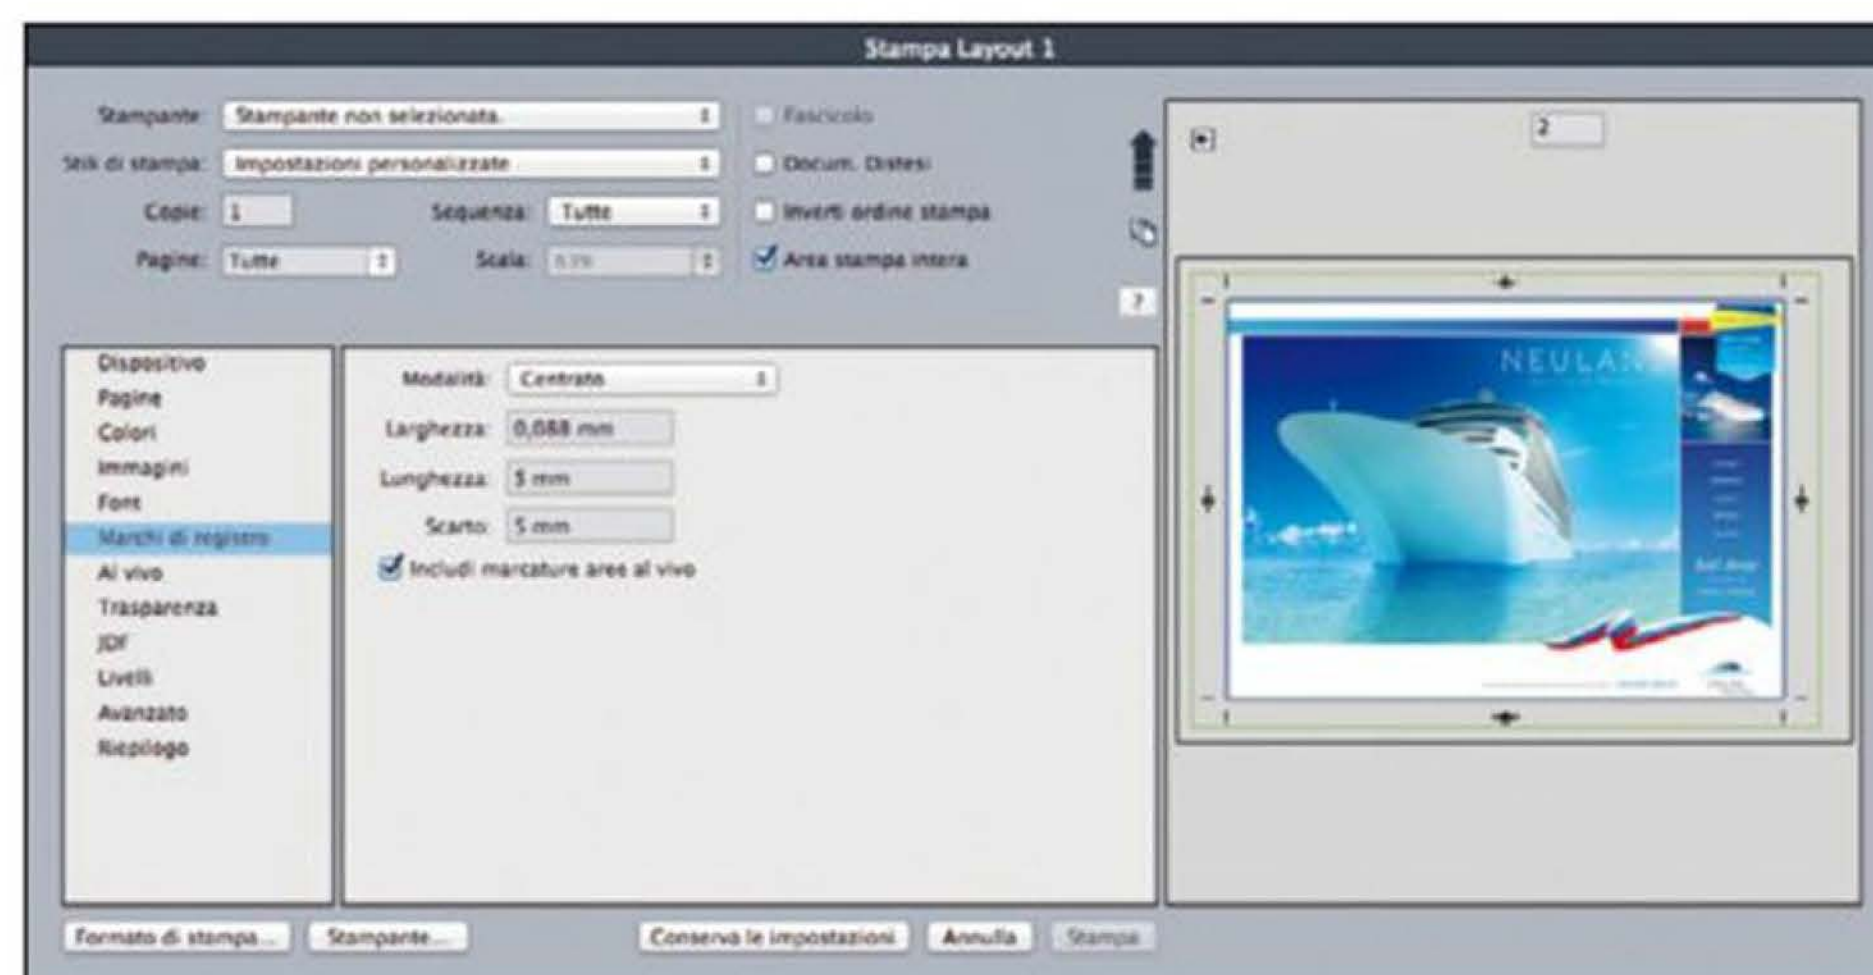 Stampa Layout 1
Stampante: Stampante non selezionata.
Fascicolo
Stili di stampa: Impostazioni personalizzate
Docum. Distesi
Copie: 1
Sequenza: Tutte
Inverti ordine stampa
Pagine: Tutte
Scala:
Area stampa intera
?
2
Dispositivo
Pagine
Colori
Immagini
Font
Marchi di registro
Al vivo
Trasparenza
JDF
Livelli
Avanzato
Riepilogo
Modalità: Centrato
Larghezza: 0,088 mm
Lunghezza: 5 mm
Scarto: 5 mm
Includi marcature aree al vivo
Formato di stampa...
Stampante...
Conserva le impostazioni
Annulla
Stampa